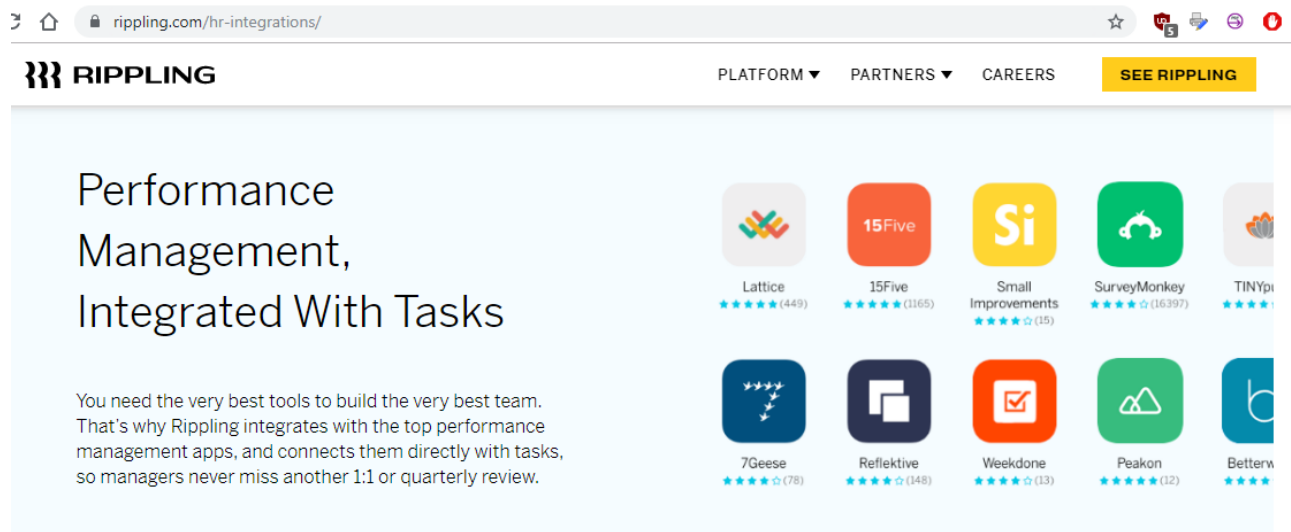 rippling.com/hr-integrations/
5
RIPPLING
PLATFORM ▼ PARTNERS ▼ CAREERS SEE RIPPLING
Performance
Management,
Integrated With Tasks
You need the very best tools to build the very best team.
That's why Rippling integrates with the top performance
management apps, and connects them directly with tasks,
so managers never miss another 1:1 or quarterly review.
15Five Si
Lattice 15Five Small Improvements SurveyMonkey
(449) (1165) (15) (16397)
7Geese Reflektive Weekdone Peakon
(78) (148) (13) (12)